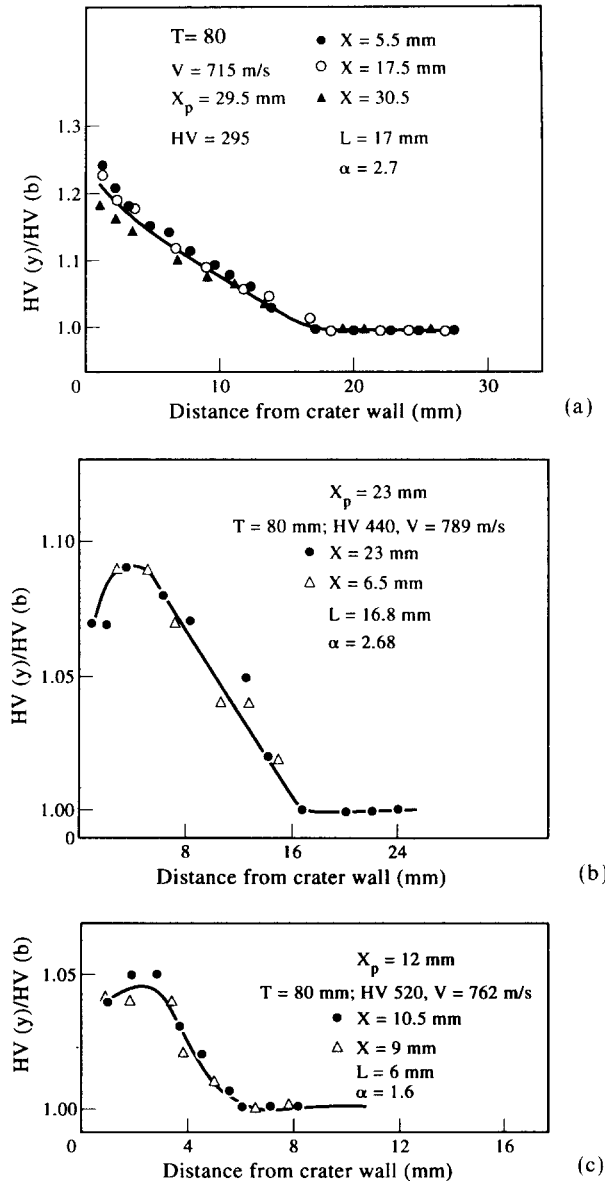 T = 80
V = 715 m/s
X_p = 29.5 mm
HV = 295
● X = 5.5 mm
○ X = 17.5 mm
▲ X = 30.5
L = 17 mm
α = 2.7
HV (y)/HV (b)
1.3
1.2
1.1
1.0
0
10
20
30
Distance from crater wall (mm)
(a)
X_p = 23 mm
T = 80 mm; HV 440, V = 789 m/s
● X = 23 mm
△ X = 6.5 mm
L = 16.8 mm
α = 2.68
HV (y)/HV (b)
1.10
1.05
1.00
0
8
16
24
Distance from crater wall (mm)
(b)
X_p = 12 mm
T = 80 mm; HV 520, V = 762 m/s
● X = 10.5 mm
△ X = 9 mm
L = 6 mm
α = 1.6
HV (y)/HV (b)
1.05
1.00
0
4
8
12
16
Distance from crater wall (mm)
(c)